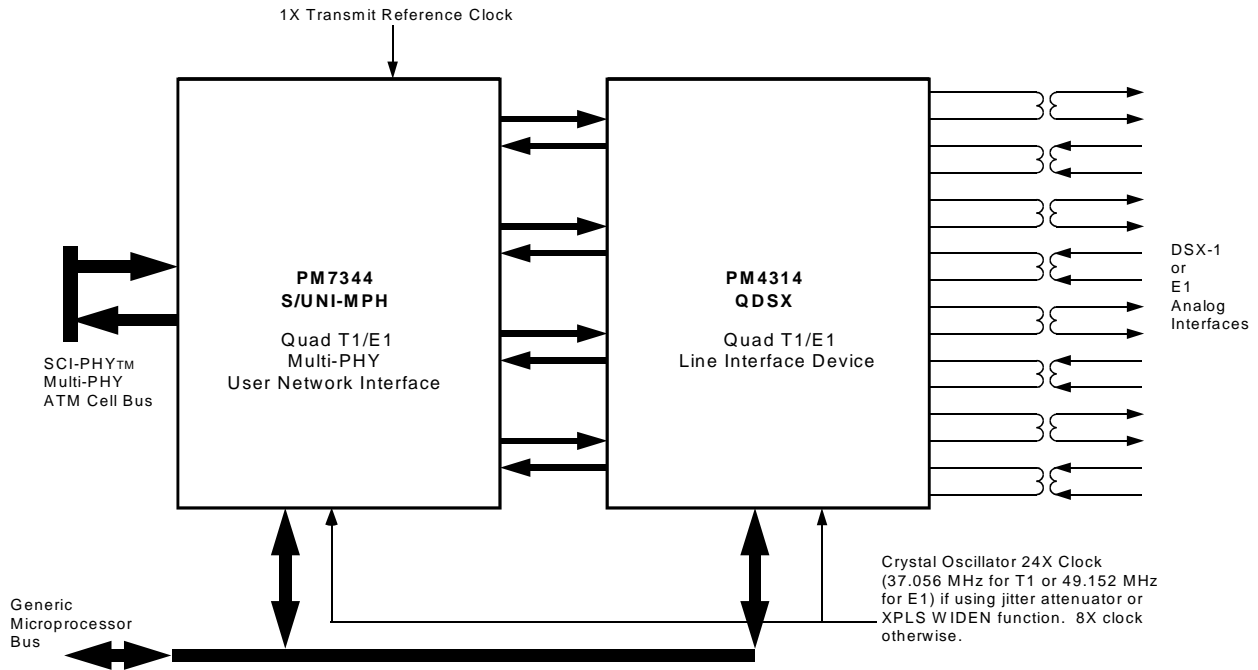 1X Transmit Reference Clock
PM7344
S/UNI-MPH
Quad T1/E1
Multi-PHY
User Network Interface
PM4314
QDSX
Quad T1/E1
Line Interface Device
DSX-1
or
E1
Analog
Interfaces
SCI-PHY™
Multi-PHY
ATM Cell Bus
Crystal Oscillator 24X Clock
(37.056 MHz for T1 or 49.152 MHz
for E1) if using jitter attenuator or
XPLS WIDEN function. 8X clock
otherwise.
Generic
Microprocessor
Bus